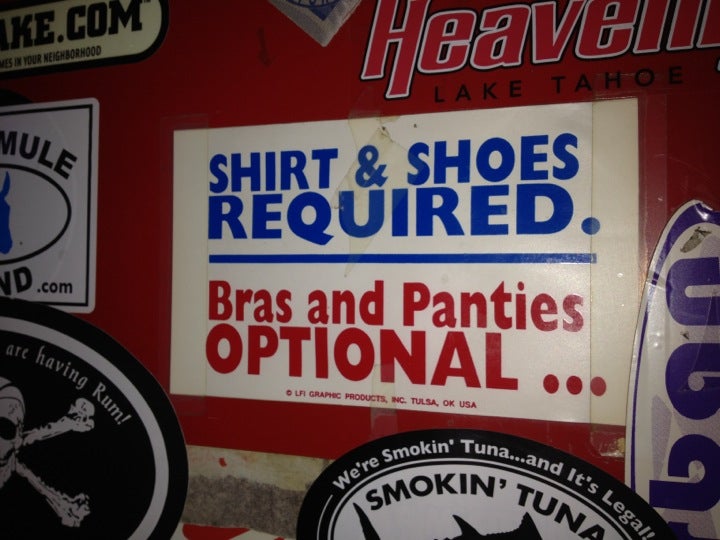 AKE.COM
MES IN YOUR NEIGHBORHOOD
Heavenl
LAKE TAHOE
MULE
ND.com
SHIRT & SHOES
REQUIRED.
Bras and Panties
OPTIONAL ...
© LFI GRAPHIC PRODUCTS, INC. TULSA, OK USA
are having Rum!
We're Smokin' Tuna...and It's Legal!
SMOKIN' TUNA